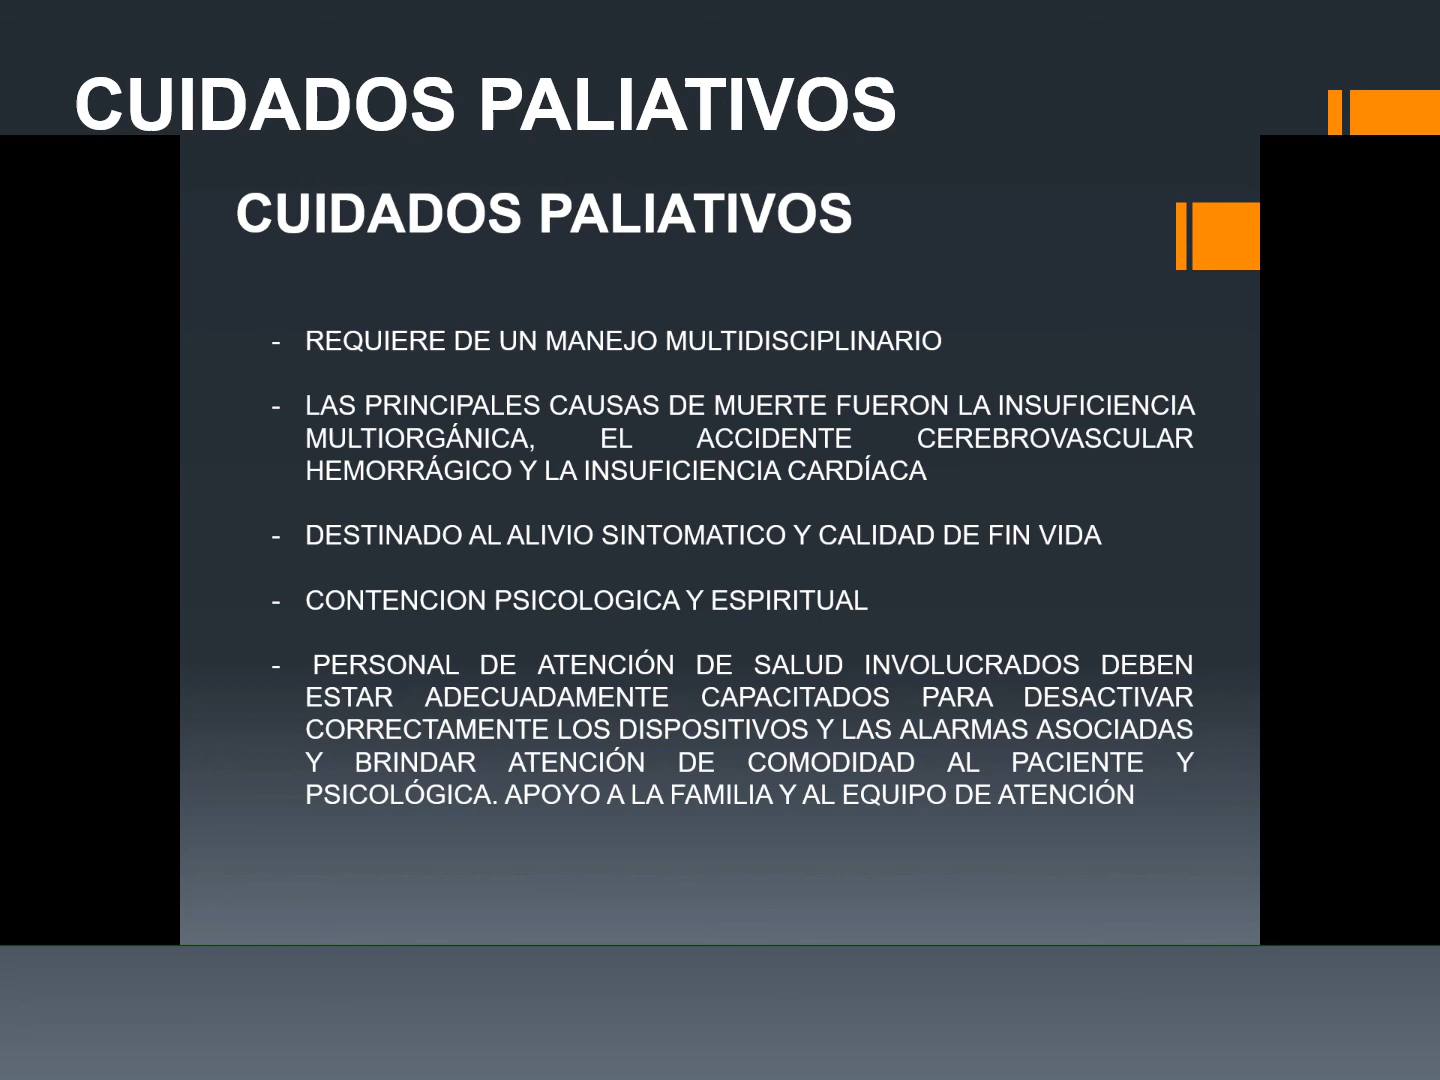 CUIDADOS PALIATIVOS
CUIDADOS PALIATIVOS
- REQUIERE DE UN MANEJO MULTIDISCIPLINARIO
- LAS PRINCIPALES CAUSAS DE MUERTE FUERON LA INSUFICIENCIA
MULTIORGÁNICA, EL ACCIDENTE CEREBROVASCULAR
HEMORRÁGICO Y LA INSUFICIENCIA CARDÍACA
- DESTINADO AL ALIVIO SINTOMATICO Y CALIDAD DE FIN VIDA
- CONTENCION PSICOLOGICA Y ESPIRITUAL
- PERSONAL DE ATENCIÓN DE SALUD INVOLUCRADOS DEBEN
ESTAR ADECUADAMENTE CAPACITADOS PARA DESACTIVAR
CORRECTAMENTE LOS DISPOSITIVOS Y LAS ALARMAS ASOCIADAS
Y BRINDAR ATENCIÓN DE COMODIDAD AL PACIENTE Y
PSICOLÓGICA. APOYO A LA FAMILIA Y AL EQUIPO DE ATENCIÓN